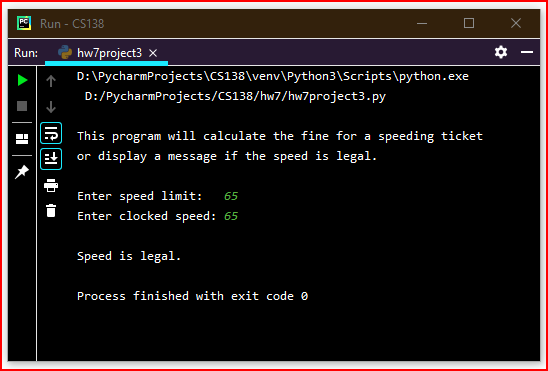 PC Run - CS138
Run: hw7project3
D:\PycharmProjects\CS138\venv\Python3\Scripts\python.exe
D:/PycharmProjects/CS138/hw7/hw7project3.py
This program will calculate the fine for a speeding ticket
or display a message if the speed is legal.
Enter speed limit: 65
Enter clocked speed: 65
Speed is legal.
Process finished with exit code 0